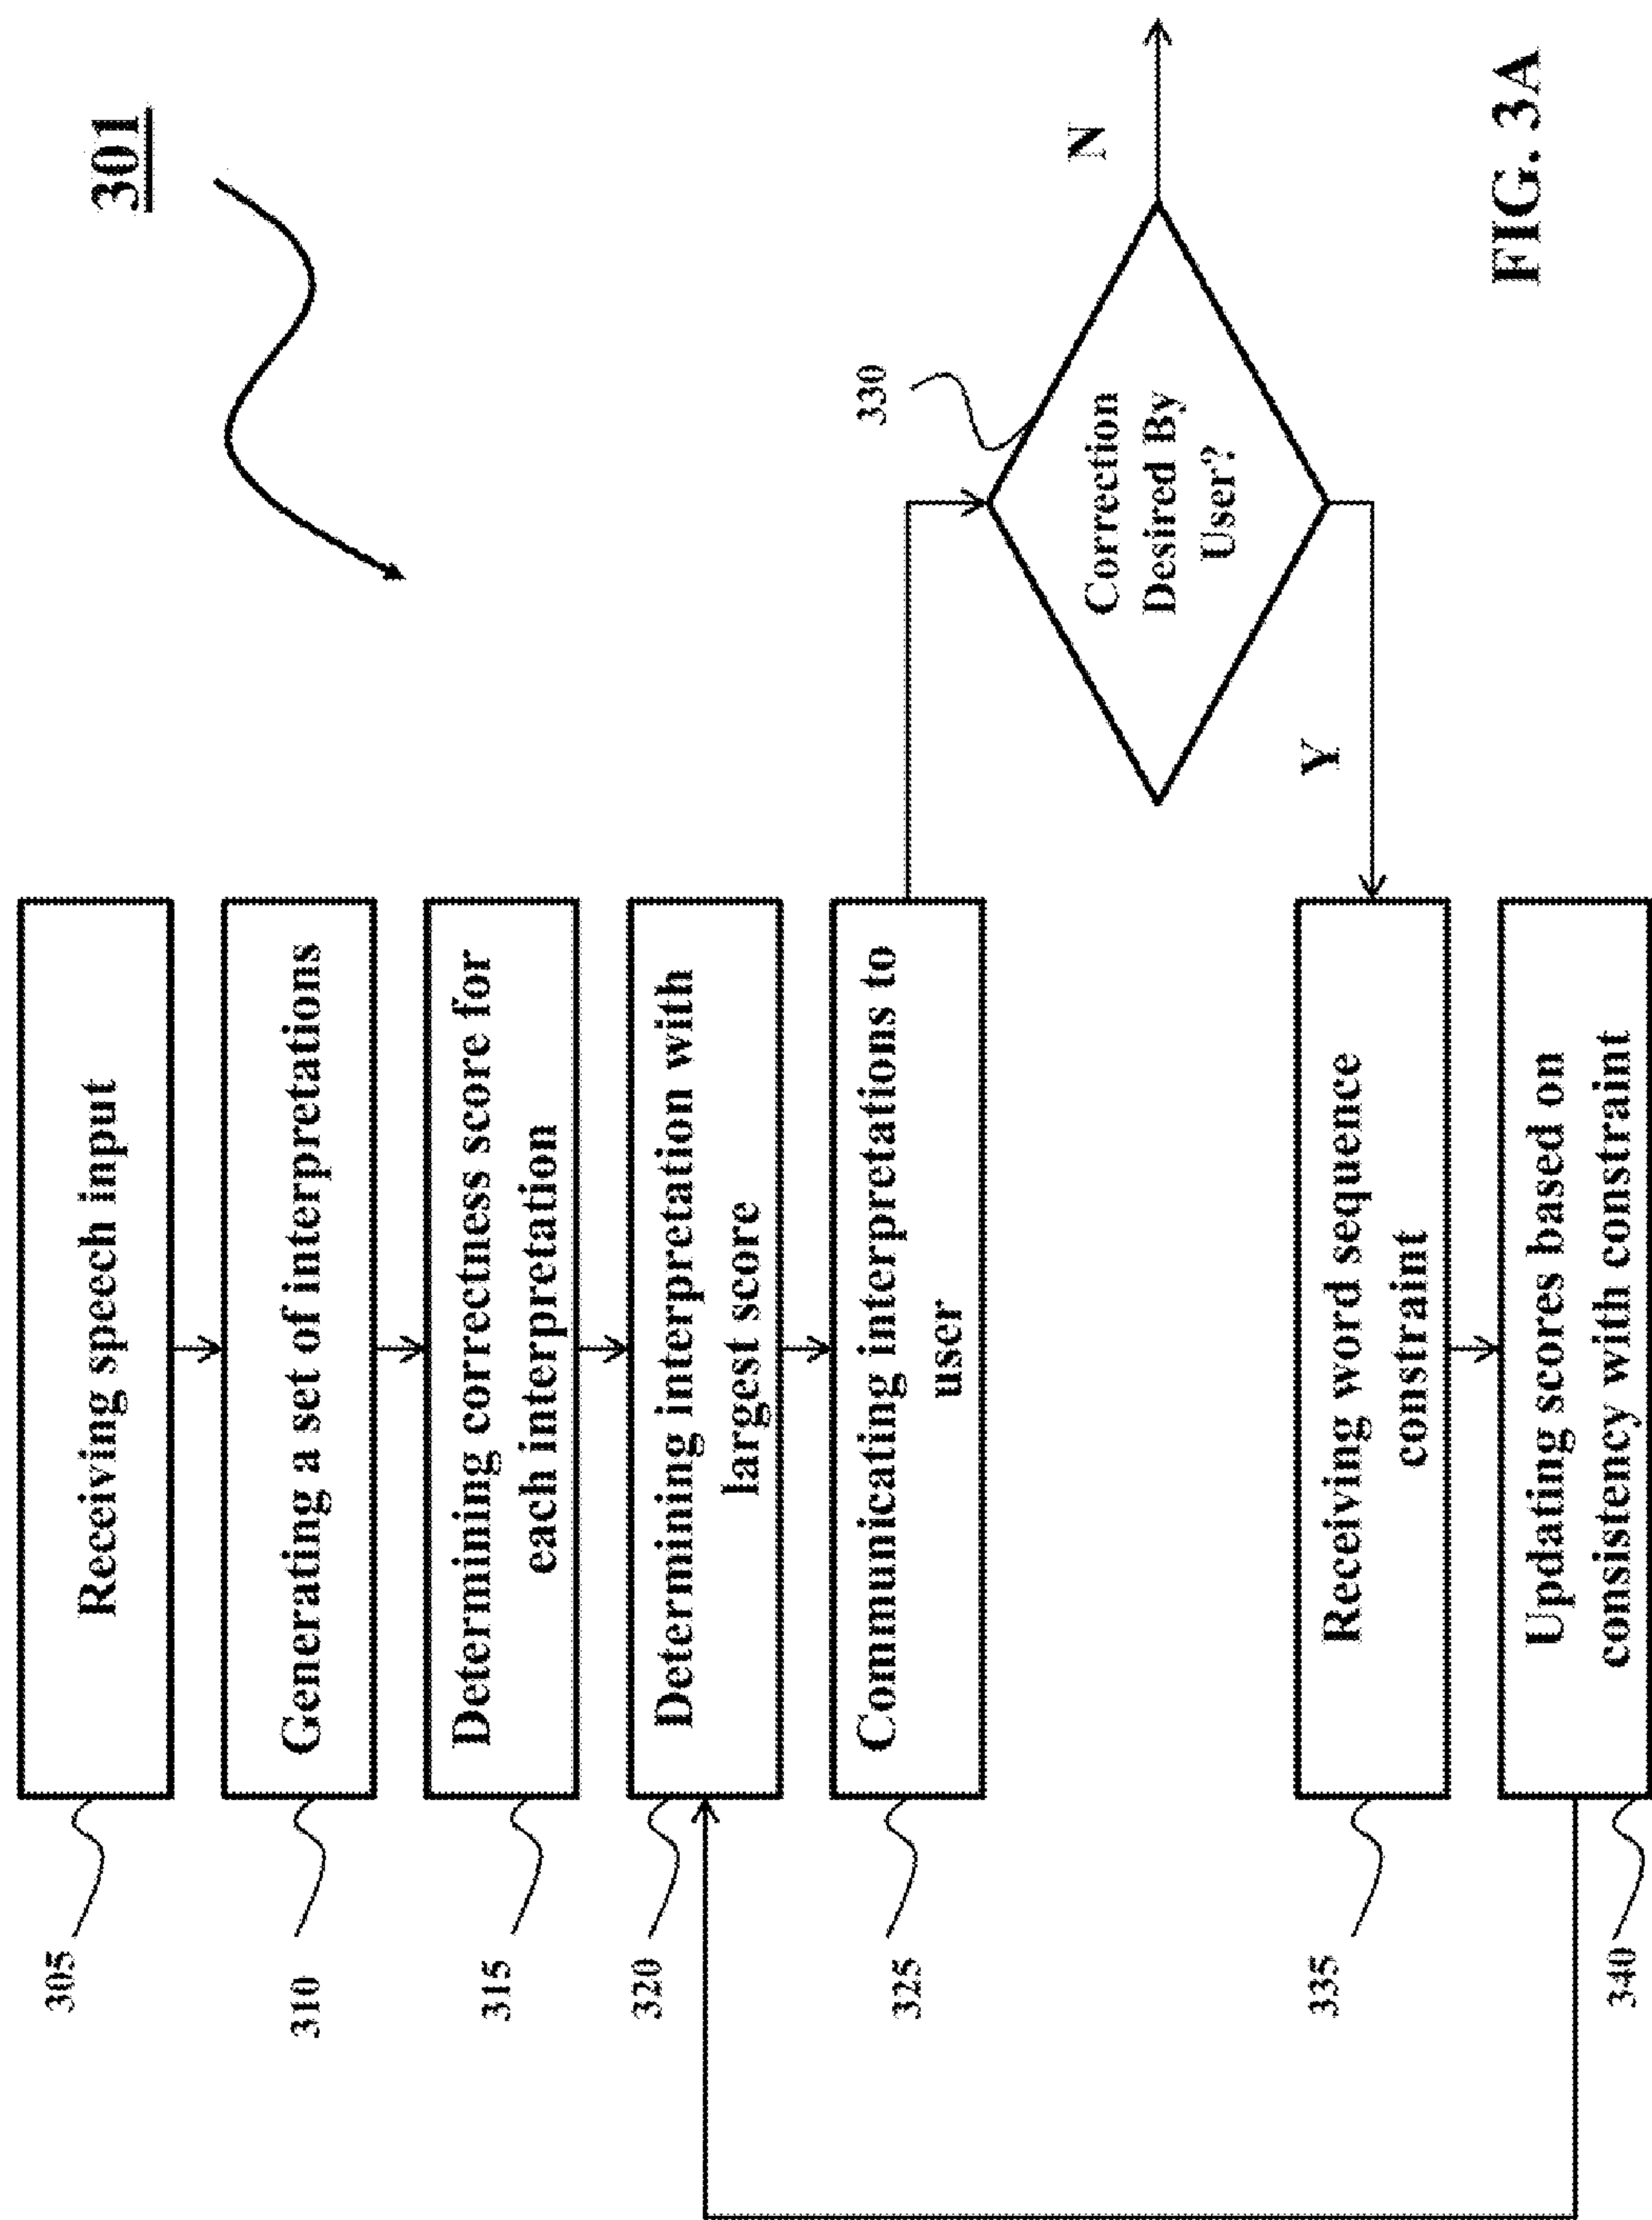 301
305
Receiving speech input
310
Generating a set of interpretations
315
Determining correctness score for
each interpretation
320
Determining interpretation with
largest score
325
Communicating interpretations to
user
330
Correction
Desired By
User?
N
Y
335
Receiving word sequence
constraint
340
Updating scores based on
consistency with constraint
FIG. 3A